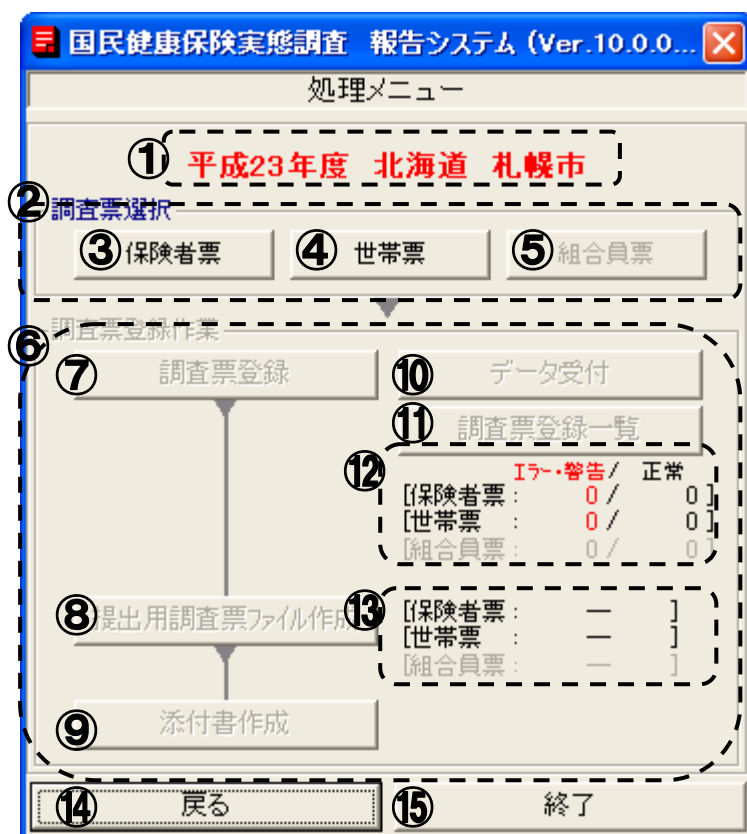 国民健康保険実態調査 報告システム (Ver.10.0.0...
処理メニュー
① 平成23年度 北海道 札幌市
② 調査票選択
③ 保険者票 ④ 世帯票 ⑤ 組合員票
⑥ 調査票登録作業
⑦ 調査票登録 ⑩ データ受付
⑪ 調査票登録一覧
⑫ エラー・警告/ 正常
[保険者票: 0/ 0]
[世帯票 : 0/ 0]
[組合員票: 0/ 0]
⑧ 提出用調査票ファイル作成 ⑬ [保険者票: ― ]
[世帯票 : ― ]
[組合員票: ― ]
⑨ 添付書作成
⑭ 戻る ⑮ 終了